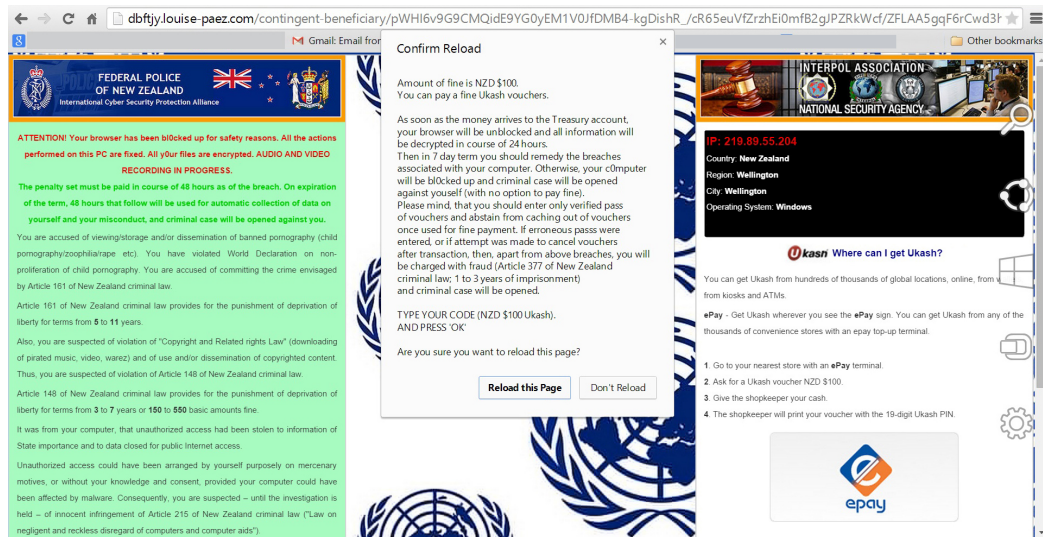 dbftjy.louise-paez.com/contingent-beneficiary/pWHI6v9G9CMQidE9YG0yEM1V0JfDMB4-kgDishR_/cR65euVfZrzhEi0mfB2gJPZRkWcf/ZFLAA5gqF6rCwd3h
8
Gmail: Email from
Other bookmarks
FEDERAL POLICE
OF NEW ZEALAND
International Cyber Security Protection Alliance
ATTENTION! Your browser has been bl0cked up for safety reasons. All the actions
performed on this PC are fixed. All y0ur files are encrypted. AUDIO AND VIDEO
RECORDING IN PROGRESS.
The penalty set must be paid in course of 48 hours as of the breach. On expiration
of the term, 48 hours that follow will be used for automatic collection of data on
yourself and your misconduct, and criminal case will be opened against you.
You are accused of viewing/storage and/or dissemination of banned pornography (child
pornography/zoophilia/rape etc). You have violated World Declaration on non-
proliferation of child pornography. You are accused of committing the crime envisaged
by Article 161 of New Zealand criminal law.
Article 161 of New Zealand criminal law provides for the punishment of deprivation of
liberty for terms from 5 to 11 years.
Also, you are suspected of violation of "Copyright and Related rights Law" (downloading
of pirated music, video, warez) and of use and/or dissemination of copyrighted content.
Thus, you are suspected of violation of Article 148 of New Zealand criminal law.
Article 148 of New Zealand criminal law provides for the punishment of deprivation of
liberty for terms from 3 to 7 years or 150 to 550 basic amounts fine.
It was from your computer, that unauthorized access had been stolen to information of
State importance and to data closed for public Internet access.
Unauthorized access could have been arranged by yourself purposely on mercenary
motives, or without your knowledge and consent, provided your computer could have
been affected by malware. Consequently, you are suspected – until the investigation is
held – of innocent infringement of Article 215 of New Zealand criminal law ("Law on
negligent and reckless disregard of computers and computer aids").
Confirm Reload
Amount of fine is NZD $100.
You can pay a fine Ukash vouchers.
As soon as the money arrives to the Treasury account,
your browser will be unblocked and all information will
be decrypted in course of 24 hours.
Then in 7 day term you should remedy the breaches
associated with your computer. Otherwise, your c0mputer
will be bl0cked up and criminal case will be opened
against youself (with no option to pay fine).
Please mind, that you should enter only verified pass
of vouchers and abstain from caching out of vouchers
once used for fine payment. If erroneous passs were
entered, or if attempt was made to cancel vouchers
after transaction, then, apart from above breaches, you will
be charged with fraud (Article 377 of New Zealand
criminal law; 1 to 3 years of imprisonment)
and criminal case will be opened.
TYPE YOUR CODE (NZD $100 Ukash).
AND PRESS 'OK'
Are you sure you want to reload this page?
Reload this Page
Don't Reload
INTERPOL ASSOCIATION
NATIONAL SECURITY AGENCY
IP: 219.89.55.204
Country: New Zealand
Region: Wellington
City: Wellington
Operating System: Windows
Ukash Where can I get Ukash?
You can get Ukash from hundreds of thousands of global locations, online, from
from kiosks and ATMs.
ePay - Get Ukash wherever you see the ePay sign. You can get Ukash from any of the
thousands of convenience stores with an epay top-up terminal.
1. Go to your nearest store with an ePay terminal.
2. Ask for a Ukash voucher NZD $100.
3. Give the shopkeeper your cash.
4. The shopkeeper will print your voucher with the 19-digit Ukash PIN.
epay